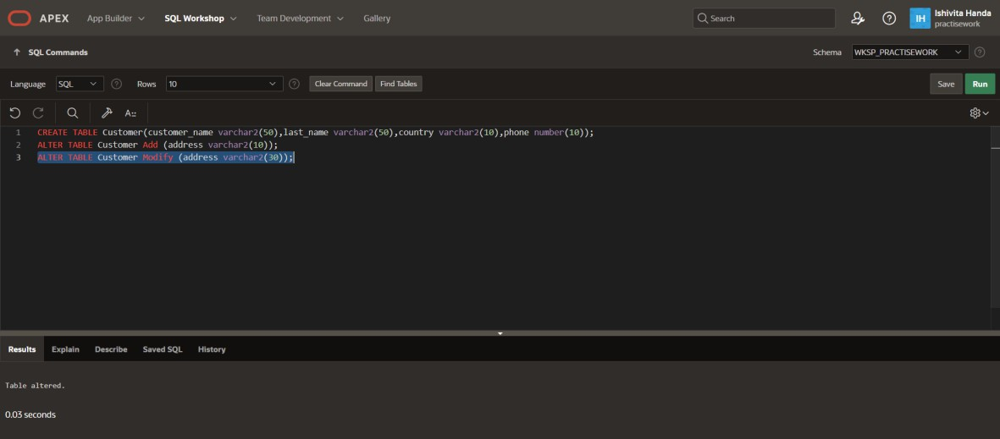 APEX App Builder SQL Workshop Team Development Gallery Search IH Ishivita Handa
practisework
SQL Commands Schema WKSP_PRACTISEWORK ?
Language SQL ? Rows 10 ? Clear Command Find Tables Save Run
A::
1 CREATE TABLE Customer(customer_name varchar2(50),last_name varchar2(50),country varchar2(10),phone number(10));
2 ALTER TABLE Customer Add (address varchar2(10));
3 ALTER TABLE Customer Modify (address varchar2(30));
Results Explain Describe Saved SQL History
Table altered.
0.03 seconds